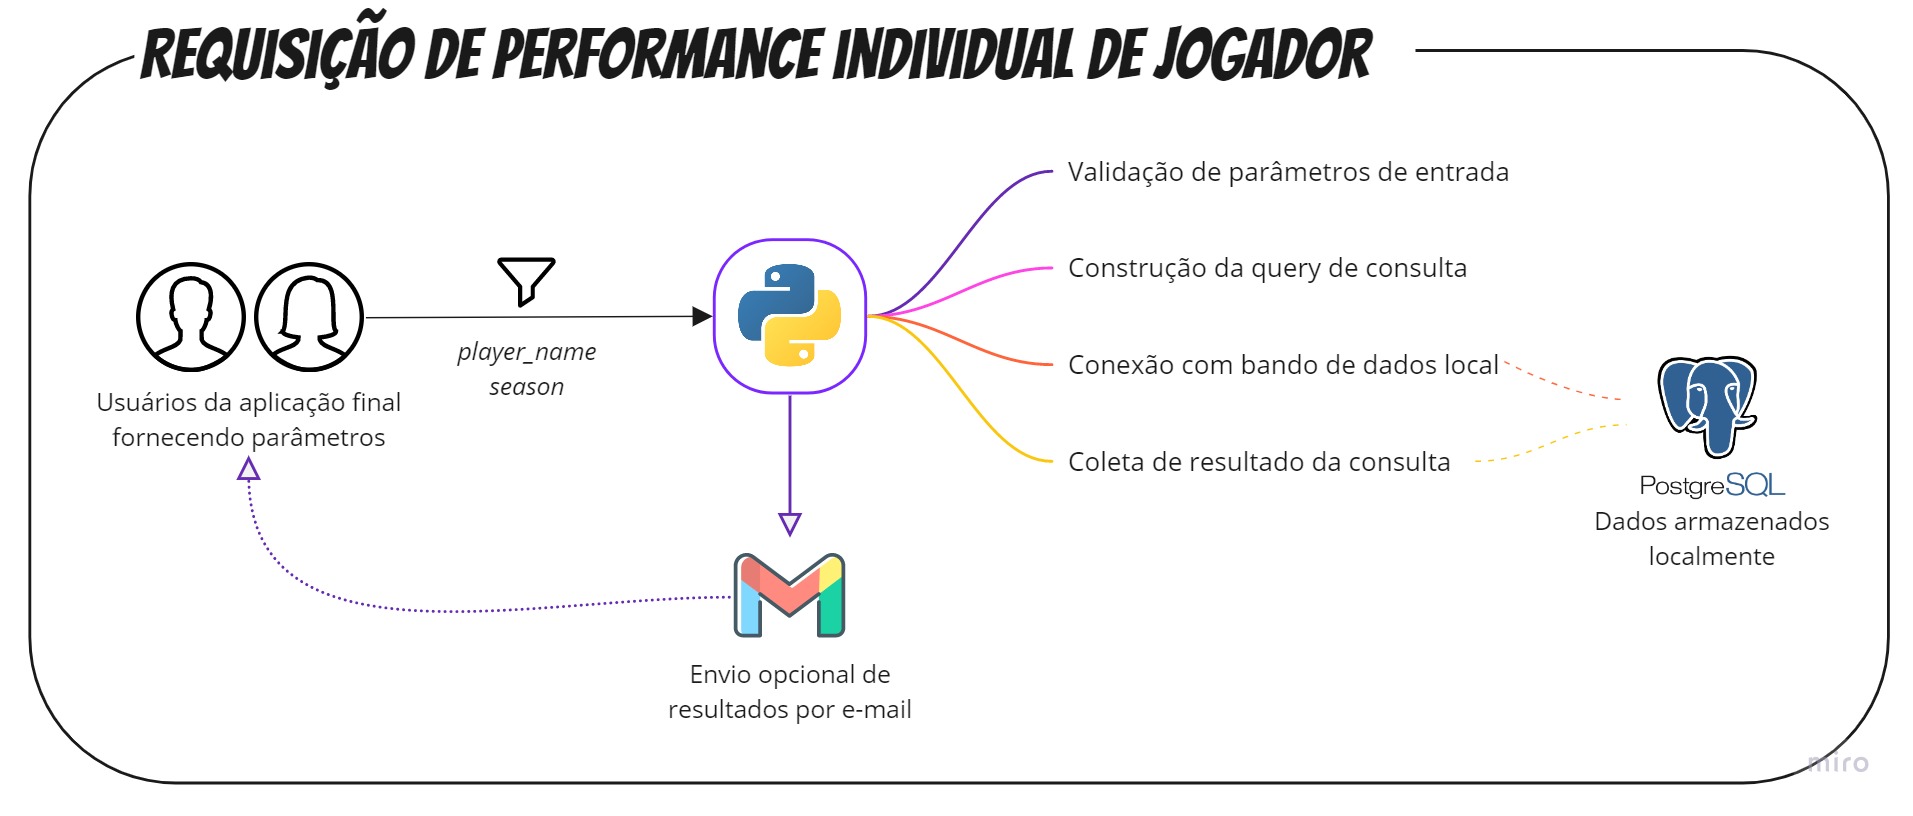 REQUISIÇÃO DE PERFORMANCE INDIVIDUAL DE JOGADOR
Validação de parâmetros de entrada
Construção da query de consulta
player_name
season
Conexão com bando de dados local
Usuários da aplicação final
fornecendo parâmetros
Coleta de resultado da consulta
PostgreSQL
Dados armazenados
localmente
Envio opcional de
resultados por e-mail
miro